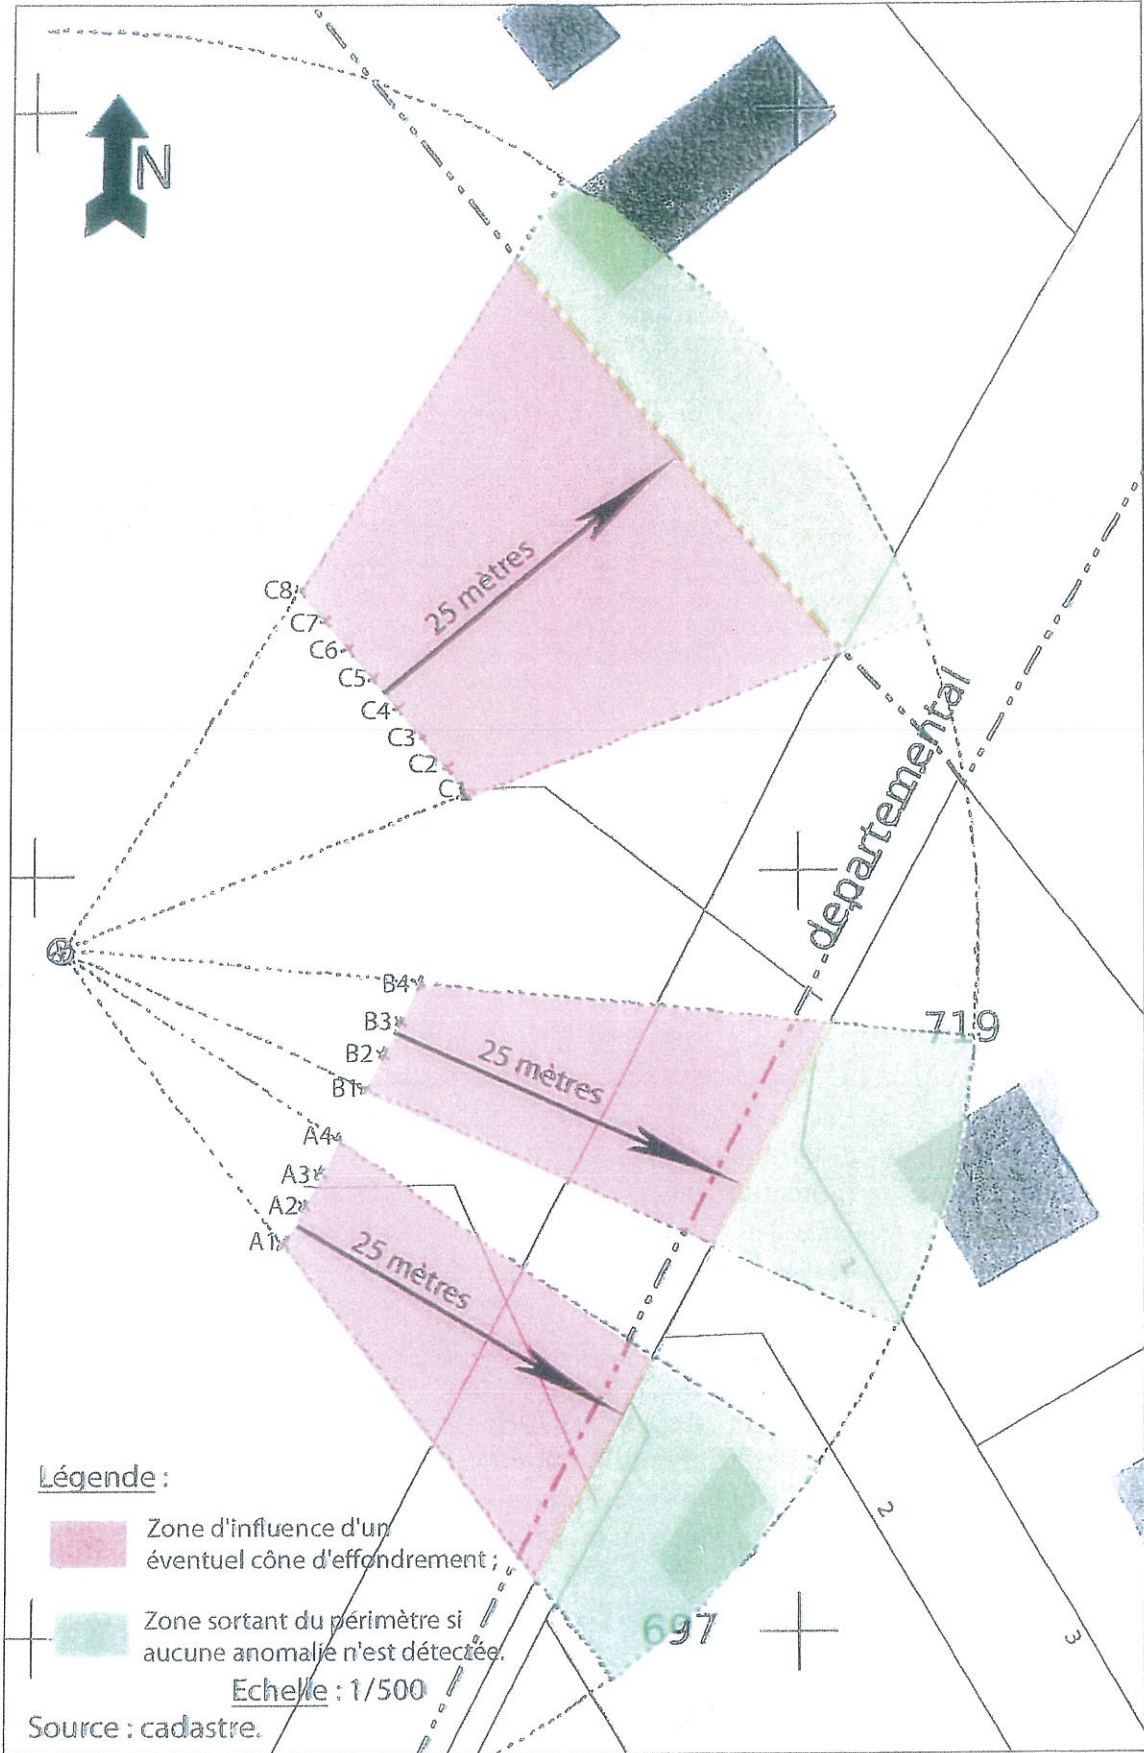 N
C8
25 mètres
C7
C6
C5
C4
C3
C2
C1
departemental
B4
719
B3
25 mètres
B2
B1
A4
A3
A2
A1
25 mètres
1
Légende :
Zone d'influence d'un
éventuel cône d'effondrement ;
2
Zone sortant du périmètre si
aucune anomalie n'est détectée.
697
3
Echelle : 1/500
Source : cadastre.